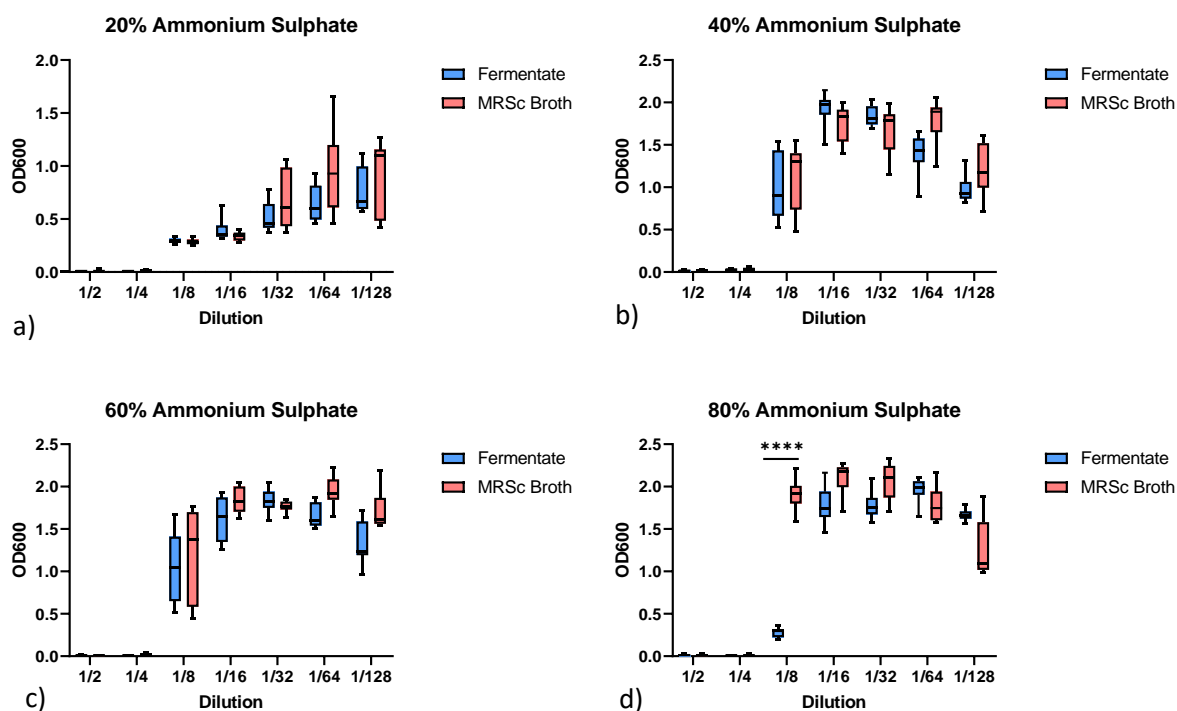 20% Ammonium Sulphate
2.0
1.5
1.0
0.5
0.0
OD600
1/2 1/4 1/8 1/16 1/32 1/64 1/128
Dilution
Fermentate
MRSc Broth
a)
40% Ammonium Sulphate
2.5
2.0
1.5
1.0
0.5
0.0
OD600
1/2 1/4 1/8 1/16 1/32 1/64 1/128
Dilution
Fermentate
MRSc Broth
b)
60% Ammonium Sulphate
2.5
2.0
1.5
1.0
0.5
0.0
OD600
1/2 1/4 1/8 1/16 1/32 1/64 1/128
Dilution
Fermentate
MRSc Broth
c)
80% Ammonium Sulphate
2.5
2.0
1.5
1.0
0.5
0.0
OD600
****
1/2 1/4 1/8 1/16 1/32 1/64 1/128
Dilution
Fermentate
MRSc Broth
d)